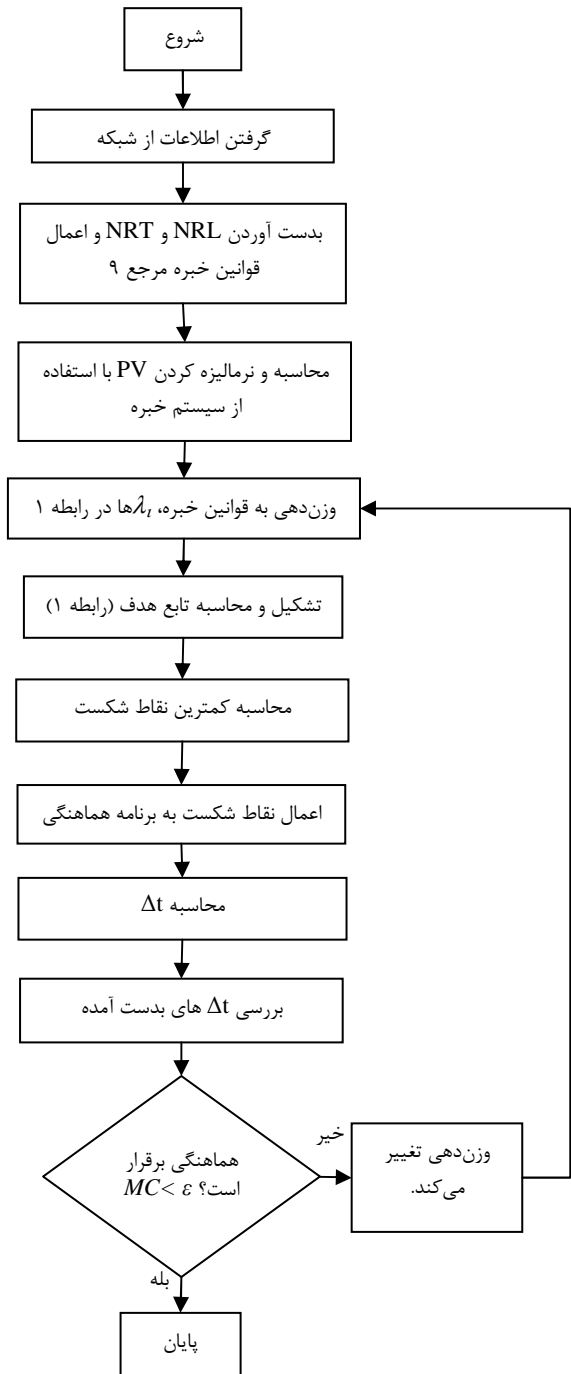 شروع
گرفتن اطلاعات از شبکه
بدست آوردن NRL و NRT و اعمال
قوانین خبره مرجع ۹
محاسبه و نرمالیزه کردن PV با استفاده
از سیستم خبره
وزن‌دهی به قوانین خبره، λıها در رابطه ۱
تشکیل و محاسبه تابع هدف (رابطه ۱)
محاسبه کمترین نقاط شکست
اعمال نقاط شکست به برنامه هماهنگی
محاسبه Δt
بررسی Δt های بدست آمده
هماهنگی برقرار
است؟ MC< ε
خیر
وزن‌دهی تغییر
می‌کند.
بله
پایان